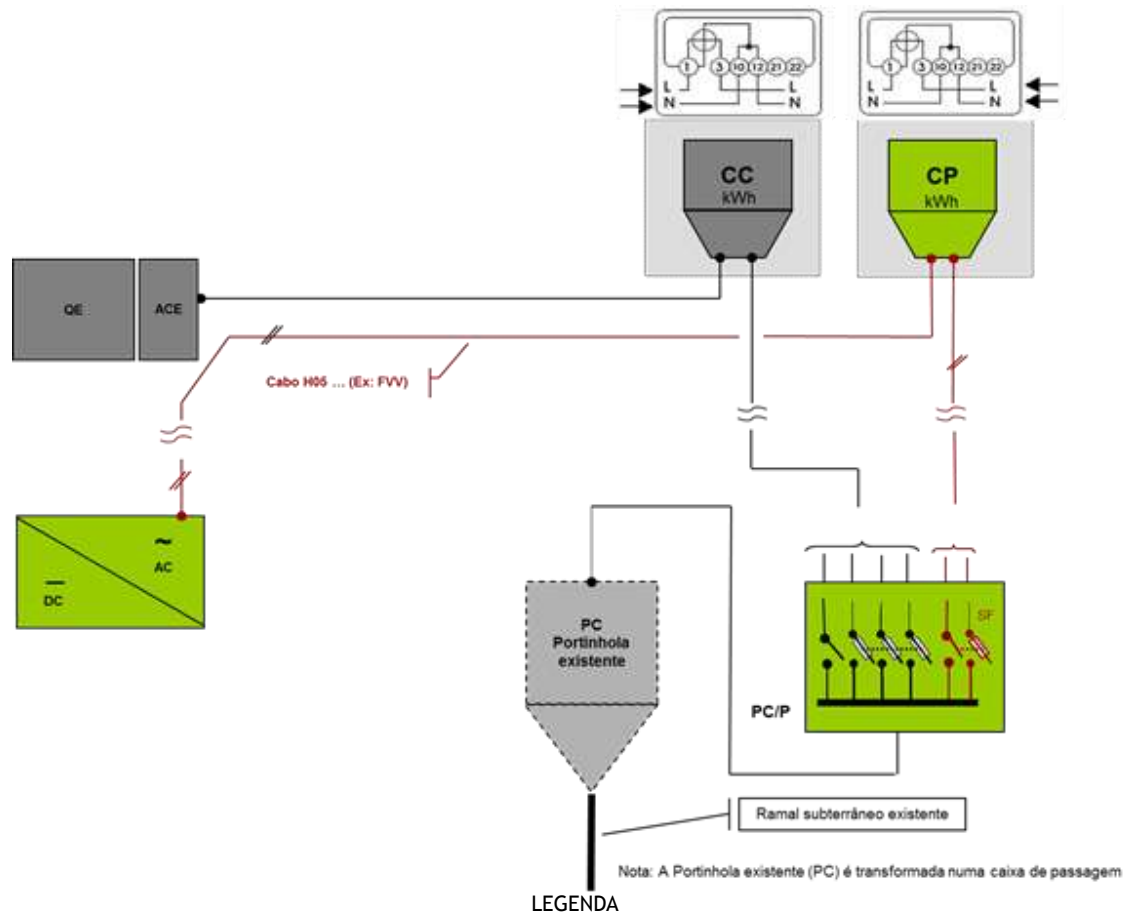 1 3 10 12 21 22
L L
N N
1 3 10 12 21 22
L L
N N
CC
kWh
CP
kWh
QE
ACE
Cabo H05 ... (Ex: FVV)
~
AC
DC
PC
Portinhola
existente
SF
PC/P
Ramal subterrâneo existente
Nota: A Portinhola existente (PC) é transformada numa caixa de passagem
LEGENDA